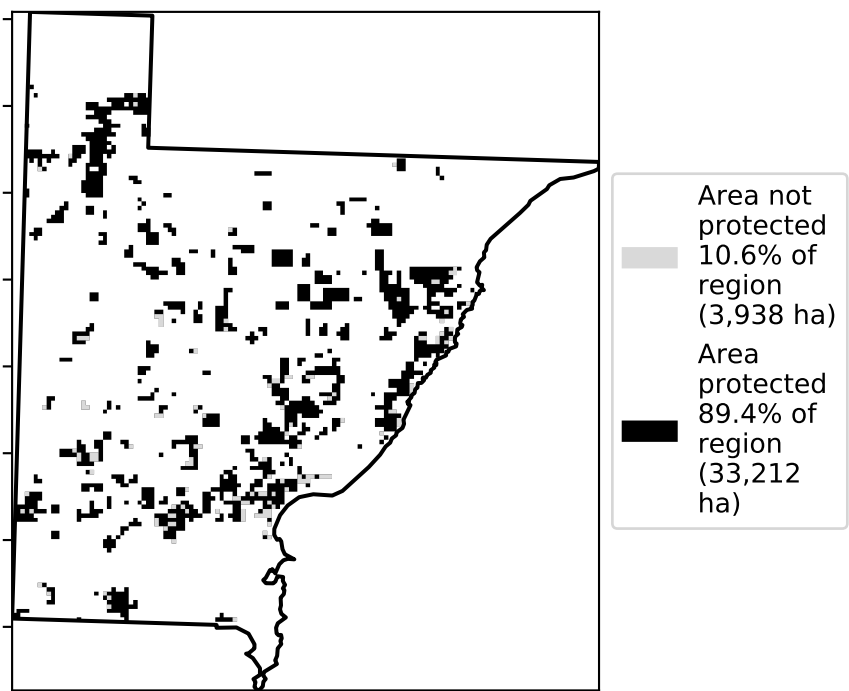 Area not
protected
10.6% of
region
(3,938 ha)
Area
protected
89.4% of
region
(33,212
ha)